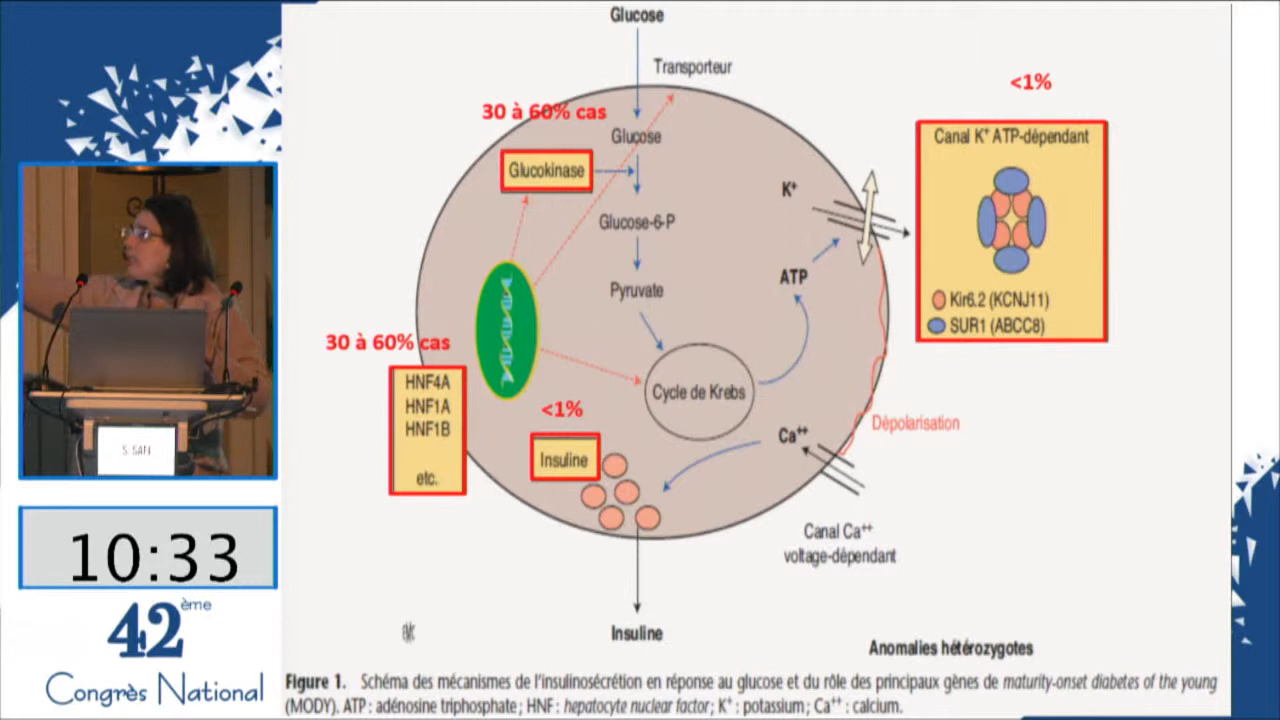 Glucose
Transporteur
<1%
30 à 60% cas
Glucose
Canal K⁺ ATP-dépendant
Glucokinase
K⁺
Glucose-6-P
ATP
Pyruvate
Kir6.2 (KCNJ11)
SUR1 (ABCC8)
30 à 60% cas
HNF4A
HNF1A
HNF1B
etc.
Cycle de Krebs
<1%
Dépolarisation
Ca⁺⁺
Insuline
Canal Ca⁺⁺
voltage-dépendant
Insuline
Anomalies hétérozygotes
Figure 1. Schéma des mécanismes de l'insulinosécrétion en réponse au glucose et du rôle des principaux gènes de maturity-onset diabetes of the young
(MODY). ATP : adénosine triphosphate ; HNF : hepatocyte nuclear factor ; K⁺ : potassium ; Ca⁺⁺ : calcium.
S. SAN
10:33
42ème
Congrès National